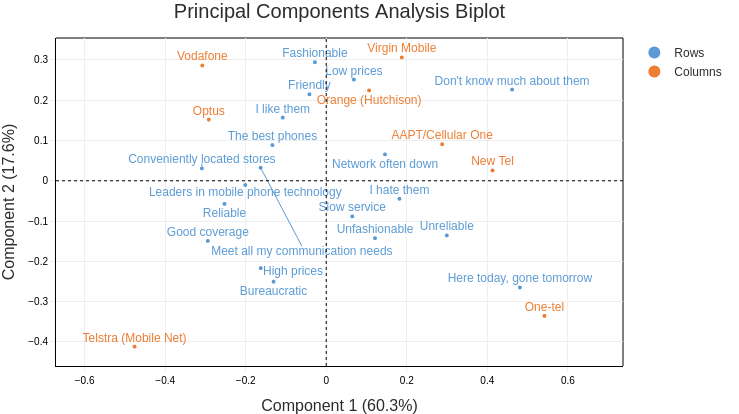 Principal Components Analysis Biplot
Component 2 (17.6%)
0.3
0.2
0.1
0
−0.1
−0.2
−0.3
−0.4
Vodafone
Fashionable
Virgin Mobile
Low prices
Friendly
Don't know much about them
Orange (Hutchison)
Optus
I like them
The best phones
AAPT/Cellular One
Conveniently located stores
Network often down
New Tel
Leaders in mobile phone technology
I hate them
Reliable
Slow service
Good coverage
Unfashionable
Unreliable
Meet all my communication needs
High prices
Here today, gone tomorrow
Bureaucratic
One-tel
Telstra (Mobile Net)
−0.6
−0.4
−0.2
0
0.2
0.4
0.6
Component 1 (60.3%)
Rows
Columns